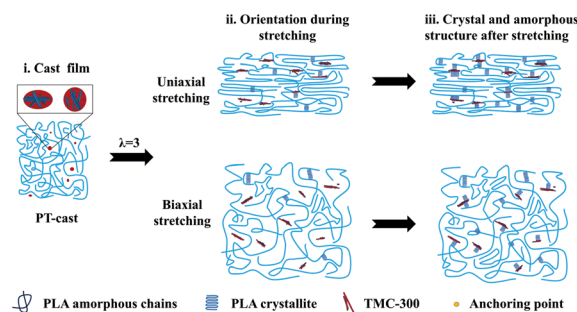 ii. Orientation during
stretching
iii. Crystal and amorphous
structure after stretching
i. Cast film
Uniaxial
stretching
λ=3
PT-cast
Biaxial
stretching
PLA amorphous chains
PLA crystallite
TMC-300
Anchoring point